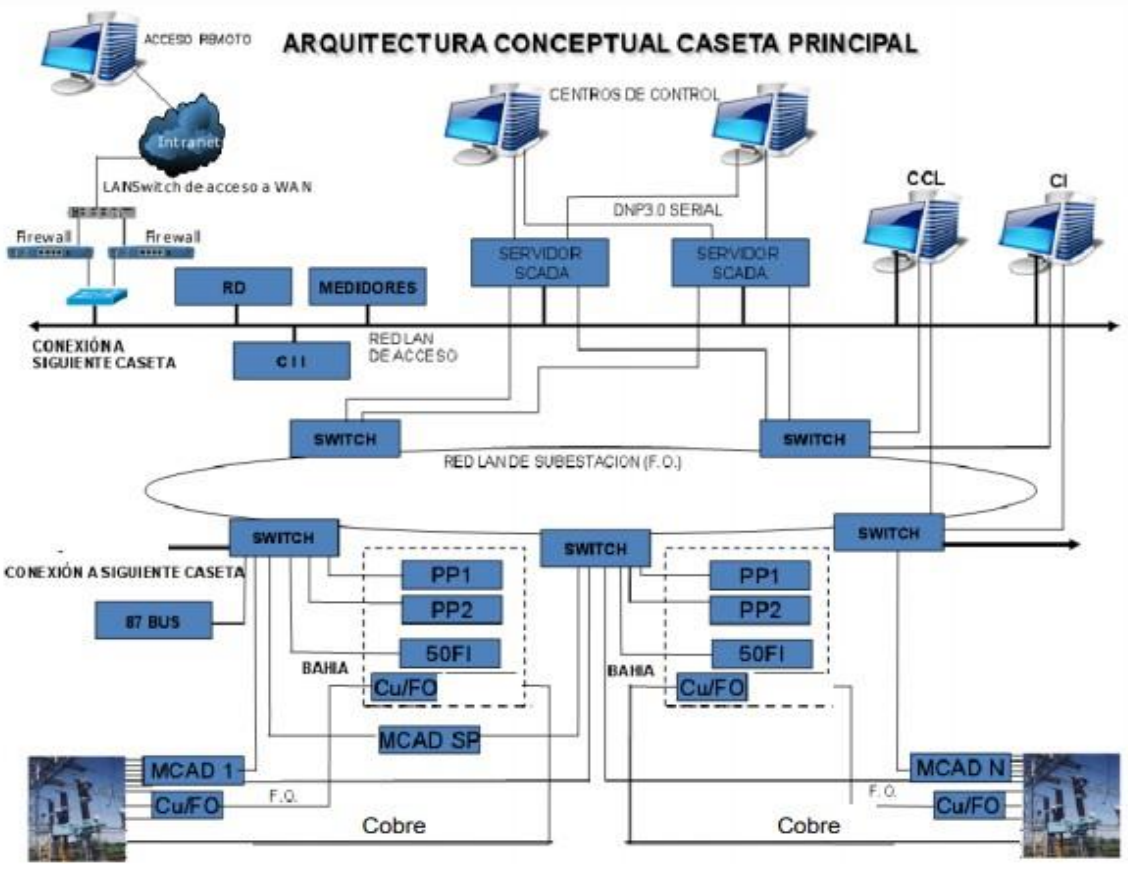 ACCESO REMOTO
ARQUITECTURA CONCEPTUAL CASETA PRINCIPAL
CENTROS DE CONTROL
Intranet
LANSwitch de acceso a WAN
CCL
CI
DNP3.0 SERIAL
Firewall
Firewall
SERVIDOR
SCADA
SERVIDOR
SCADA
RD
MEDIDORES
CONEXIÓN A
SIGUIENTE CASETA
RED LAN
DE ACCESO
C I I
SWITCH
SWITCH
RED LAN DE SUBESTACION (F.O.)
SWITCH
SWITCH
SWITCH
CONEXIÓN A SIGUIENTE CASETA
PP1
PP1
PP2
PP2
87 BUS
50FI
50FI
BAHIA
BAHIA
Cu/FO
Cu/FO
MCAD SP
MCAD 1
MCAD N
F.O.
F.O.
Cu/FO
Cu/FO
Cobre
Cobre